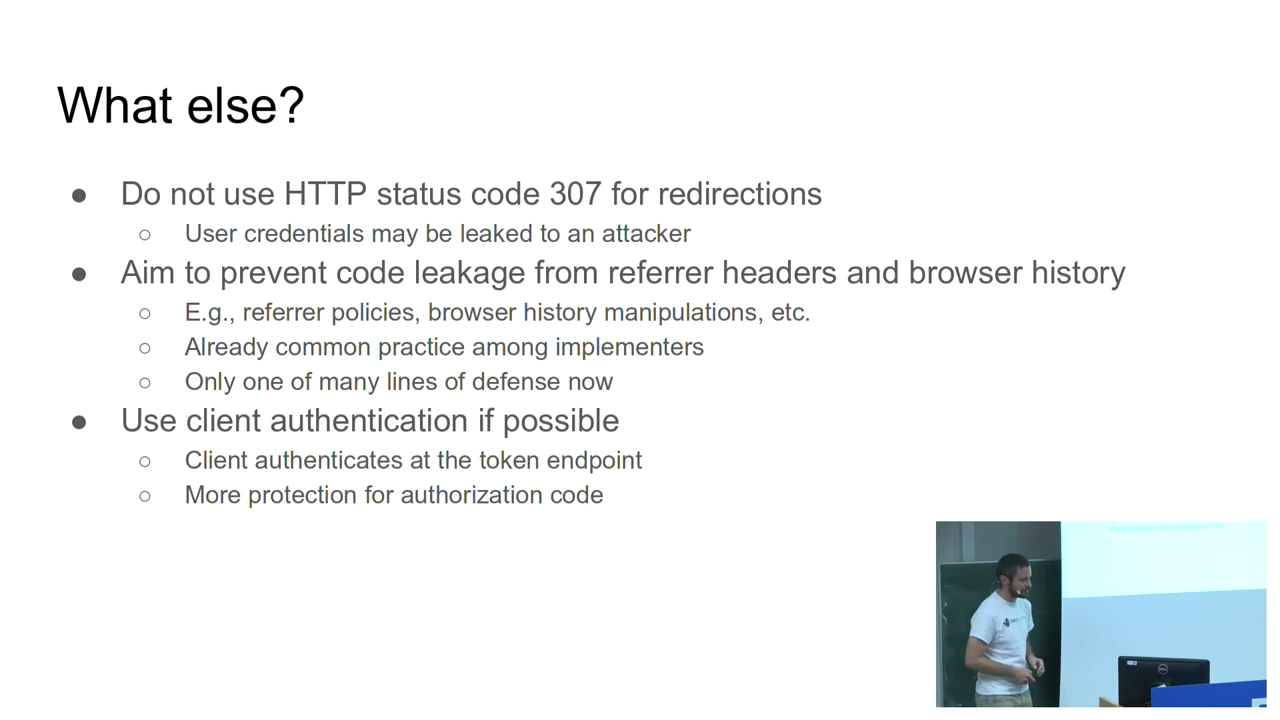 What else?
● Do not use HTTP status code 307 for redirections
○ User credentials may be leaked to an attacker
● Aim to prevent code leakage from referrer headers and browser history
○ E.g., referrer policies, browser history manipulations, etc.
○ Already common practice among implementers
○ Only one of many lines of defense now
● Use client authentication if possible
○ Client authenticates at the token endpoint
○ More protection for authorization code